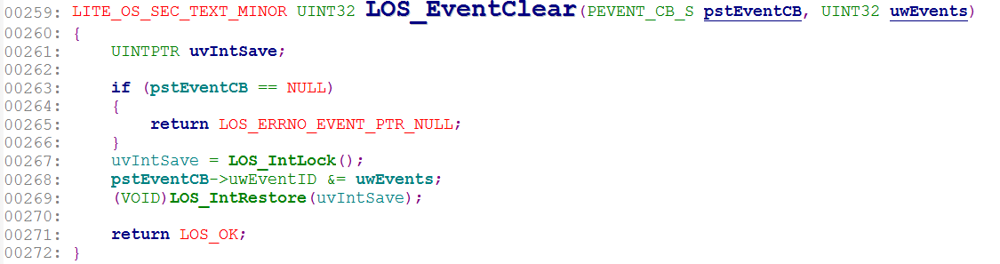 00259: LITE_OS_SEC_TEXT_MINOR UINT32 LOS_EventClear(PEVENT_CB_S pstEventCB, UINT32 uwEvents)
00260: {
00261:     UINTPTR uvIntSave;
00262:
00263:     if (pstEventCB == NULL)
00264:     {
00265:         return LOS_ERRNO_EVENT_PTR_NULL;
00266:     }
00267:     uvIntSave = LOS_IntLock();
00268:     pstEventCB->uwEventID &= uwEvents;
00269:     (VOID)LOS_IntRestore(uvIntSave);
00270:
00271:     return LOS_OK;
00272: }